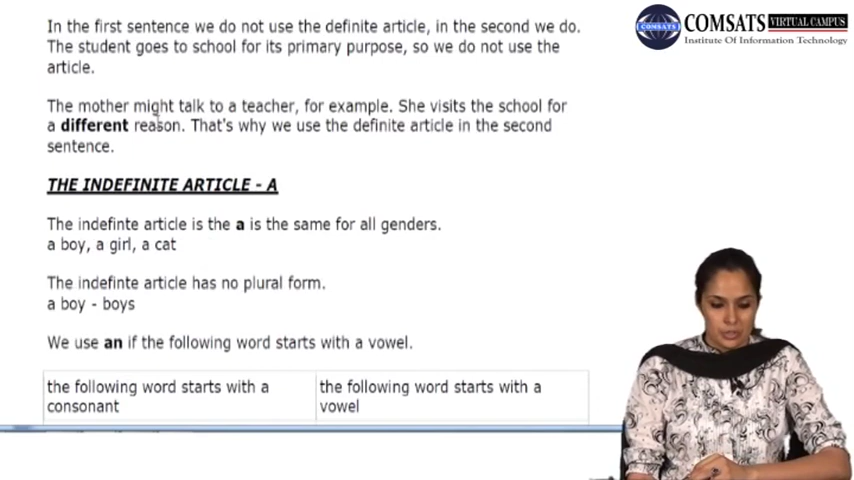 COMSATS VIRTUAL CAMPUS
COMSATS
Institute Of Information Technology
In the first sentence we do not use the definite article, in the second we do.
The student goes to school for its primary purpose, so we do not use the
article.
The mother might talk to a teacher, for example. She visits the school for
a different reason. That's why we use the definite article in the second
sentence.
THE INDEFINITE ARTICLE - A
The indefinte article is the a is the same for all genders.
a boy, a girl, a cat
The indefinte article has no plural form.
a boy - boys
We use an if the following word starts with a vowel.
the following word starts with a
consonant
the following word starts with a
vowel